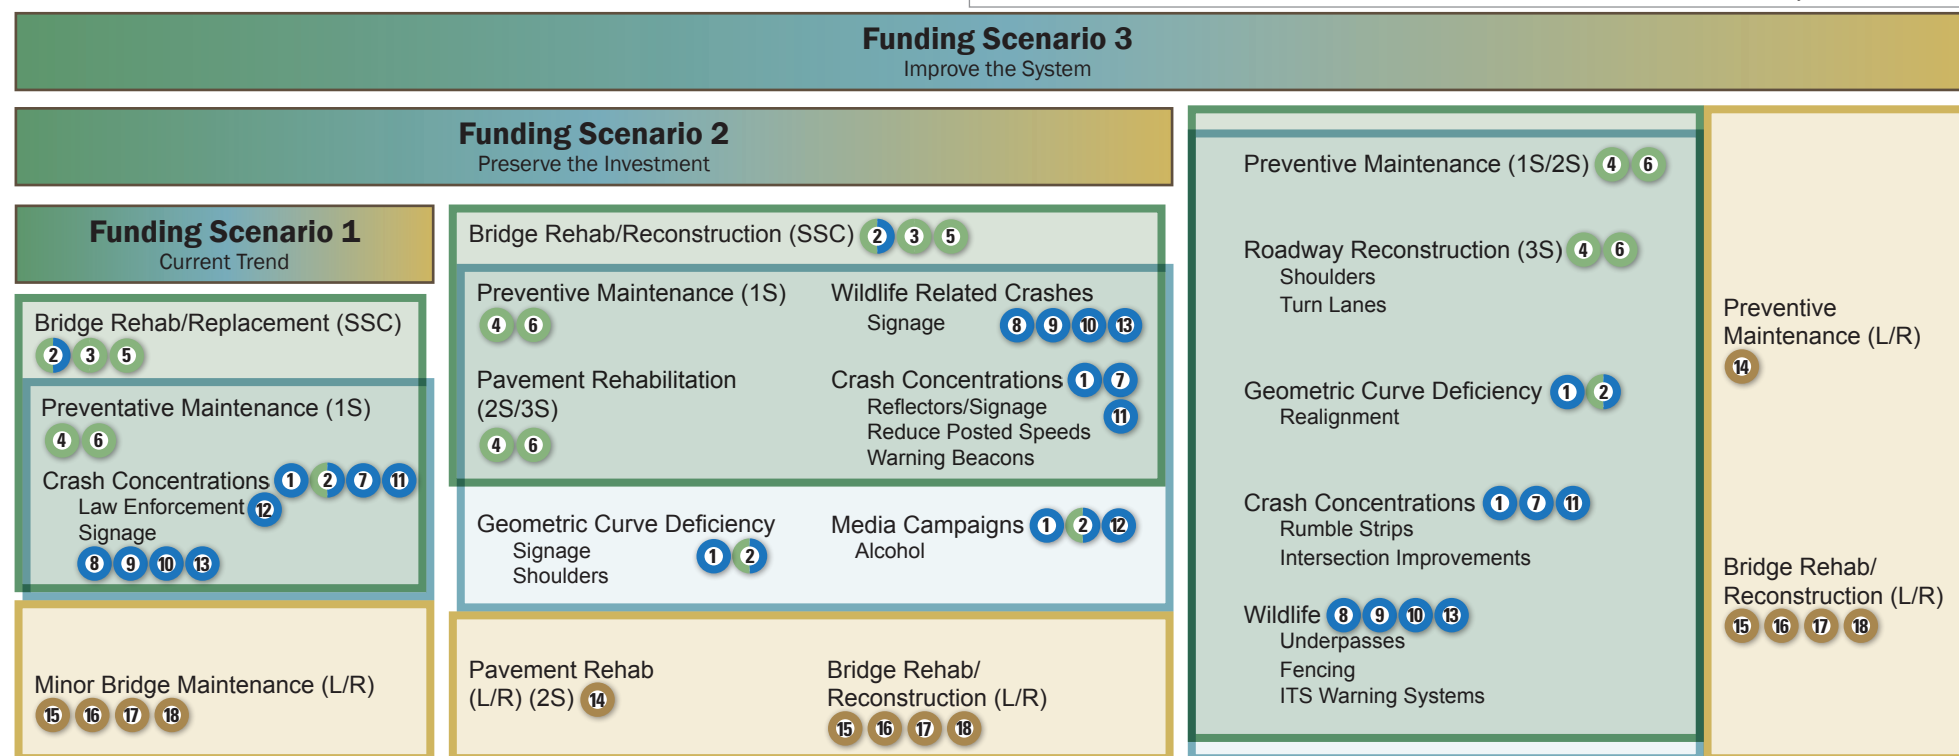 Funding Scenario 3
Improve the System
Funding Scenario 2
Preserve the Investment
Funding Scenario 1
Current Trend
Bridge Rehab/Replacement (SSC)
2 3 5
Preventative Maintenance (1S)
4 6
Crash Concentrations 1 2 7 11
Law Enforcement 12
Signage
8 9 10 13
Minor Bridge Maintenance (L/R)
15 16 17 18
Bridge Rehab/Reconstruction (SSC) 2 3 5
Preventive Maintenance (1S)
4 6
Pavement Rehabilitation
(2S/3S)
4 6
Wildlife Related Crashes
Signage 8 9 10 13
Crash Concentrations 1 7
Reflectors/Signage 11
Reduce Posted Speeds
Warning Beacons
Geometric Curve Deficiency
Signage 1 2
Shoulders
Media Campaigns 1 2 12
Alcohol
Pavement Rehab
(L/R) (2S) 14
Bridge Rehab/
Reconstruction (L/R)
15 16 17 18
Preventive Maintenance (1S/2S) 4 6
Roadway Reconstruction (3S) 4 6
Shoulders
Turn Lanes
Geometric Curve Deficiency 1 2
Realignment
Crash Concentrations 1 7 11
Rumble Strips
Intersection Improvements
Wildlife 8 9 10 13
Underpasses
Fencing
ITS Warning Systems
Preventive
Maintenance (L/R)
14
Bridge Rehab/
Reconstruction (L/R)
15 16 17 18